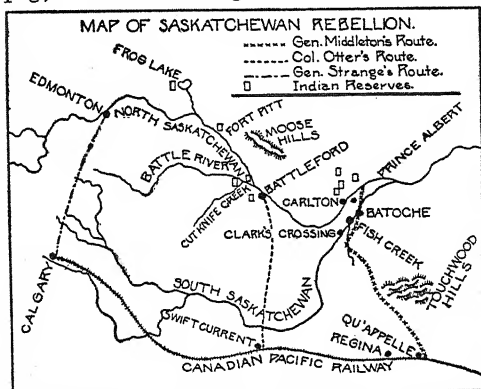 MAP OF SASKATCHEWAN REBELLION.
Gen. Middleton's Route.
Col. Otter's Route.
Gen. Strange's Route.
Indian Reserves.
FROG LAKE
EDMONTON
NORTH SASKATCHEWAN
FORT PITT
MOOSE
HILLS
BATTLE RIVER
BATTLEFORD
PRINCE ALBERT
CUT KNIFE CREEK
CARLTON
BATOCHE
CLARK'S CROSSING
FISH CREEK
TOUCHWOOD
HILLS
SOUTH SASKATCHEWAN
CALGARY
SWIFT CURRENT
QU'APPELLE
REGINA
CANADIAN PACIFIC RAILWAY